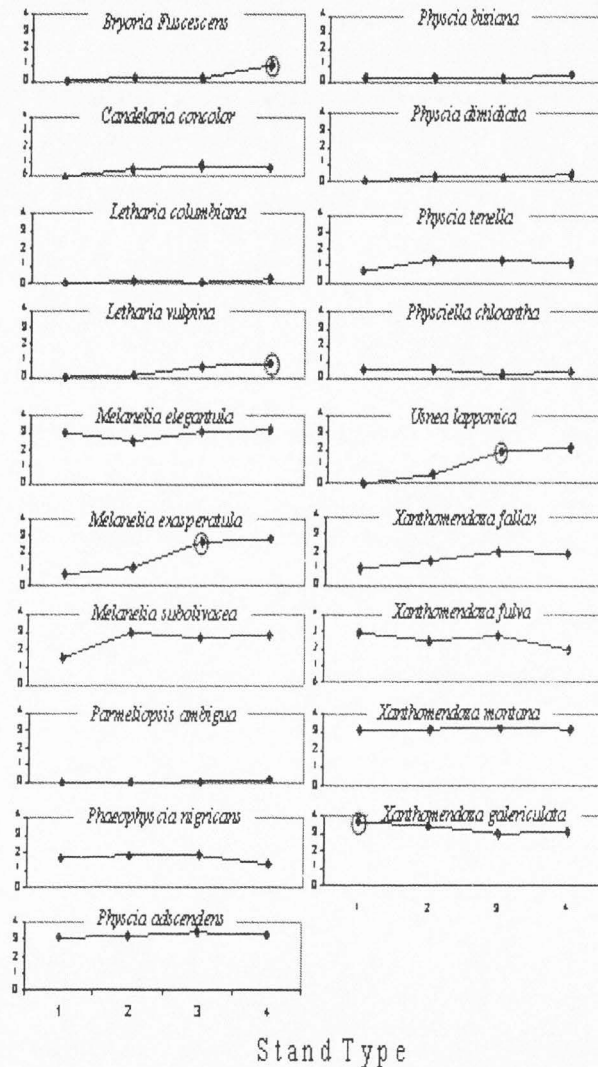 Bryoria Fuscescens
Physcia biziana
Candelaria concolor
Physcia dimidiata
Letharia columbiana
Physcia tenella
Letharia vulpina
Physciella chloantha
Melanelia elegantula
Usnea lapponica
Melanelia exasperatula
Xanthomendoza fallax
Melanelia subolivacea
Xanthomendoza fulva
Parmeliopsis ambigua
Xanthomendoza montana
Phaeophyscia nigricans
Xanthomendoza galericulata
1 2 3 4
Physcia adscendens
1 2 3 4
Stand Type